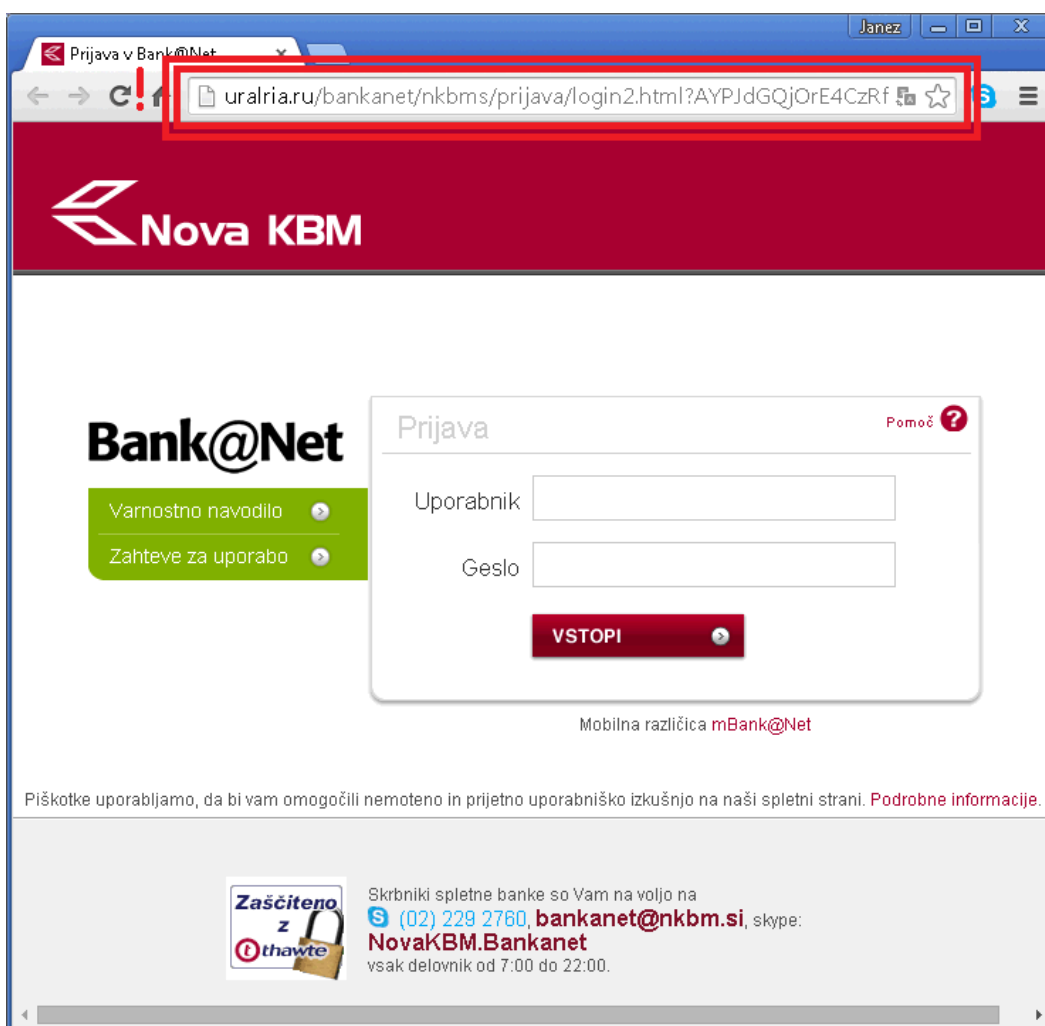 Janez
Prijava v Bank@Net
!
uralria.ru/bankanet/nkbms/prijava/login2.html?AYPJdGQjOrE4CzRf
Nova KBM
Bank@Net
Varnostno navodilo
Zahteve za uporabo
Prijava
Pomoč ?
Uporabnik
Geslo
VSTOPI
Mobilna različica mBank@Net
Piškotke uporabljamo, da bi vam omogočili nemoteno in prijetno uporabniško izkušnjo na naši spletni strani. Podrobne informacije.
Zaščiteno
z
thawte
Skrbniki spletne banke so Vam na voljo na
(02) 229 2760, bankanet@nkbm.si, skype:
NovaKBM.Bankanet
vsak delovnik od 7:00 do 22:00.